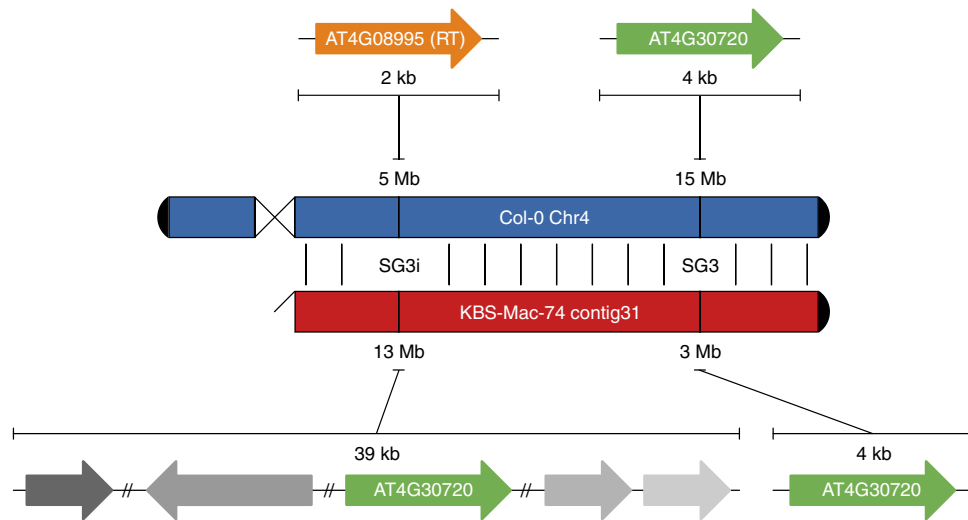 AT4G08995 (RT)
AT4G30720
2 kb
4 kb
5 Mb
15 Mb
Col-0 Chr4
SG3i
SG3
KBS-Mac-74 contig31
13 Mb
3 Mb
39 kb
4 kb
//
//
AT4G30720
//
AT4G30720